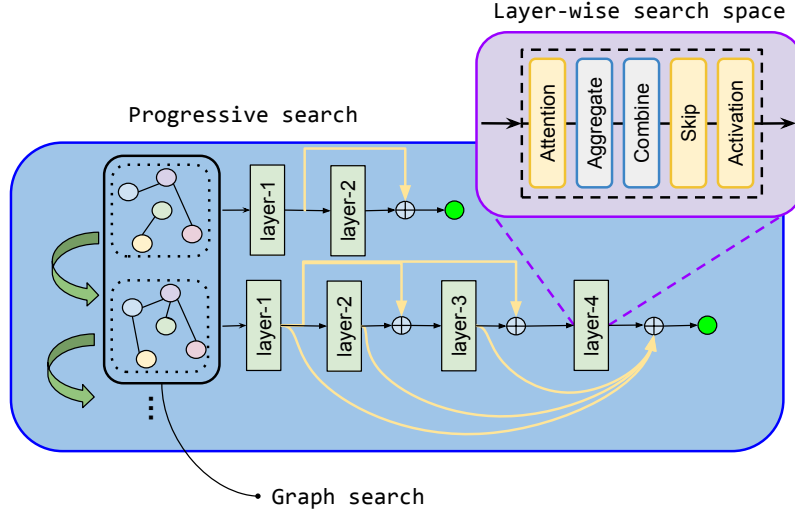 Layer-wise search space
Attention
Aggregate
Combine
Skip
Activation
Progressive search
layer-1
layer-2
layer-1
layer-2
layer-3
layer-4
Graph search